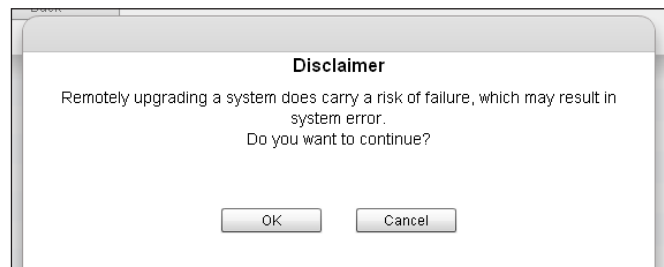 Disclaimer
Remotely upgrading a system does carry a risk of failure, which may result in
system error.
Do you want to continue?
OK
Cancel